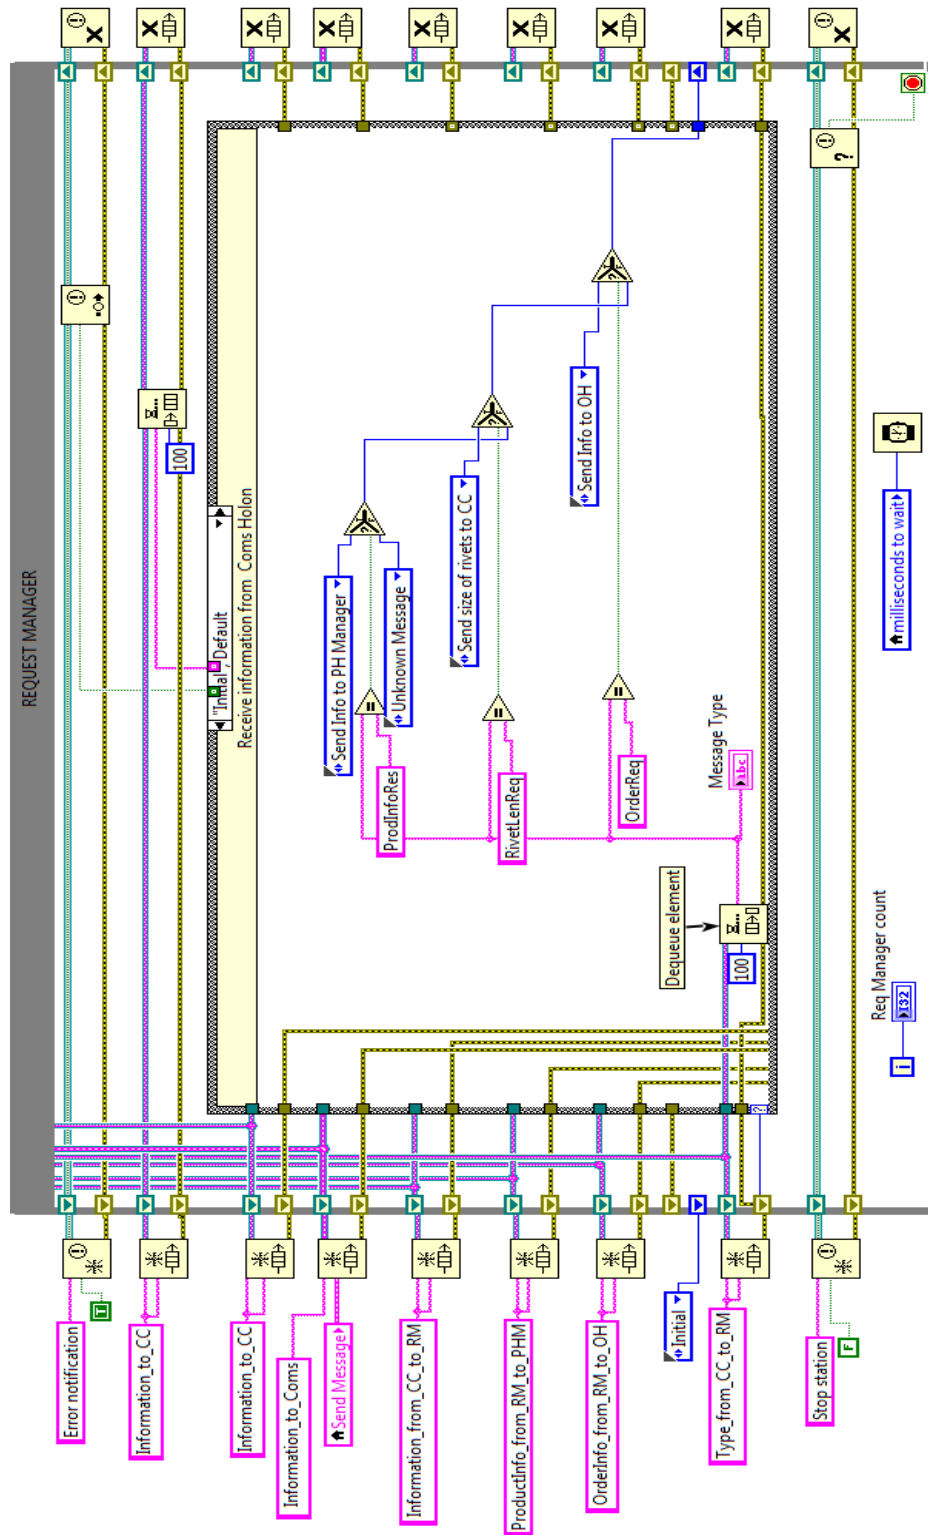 REQUEST MANAGER
Error notification
T
Information_to_CC
100
Information_to_CC
Information_to_Coms
Send Message
Information_from_CC_to_RM
ProductInfo_from_RM_to_PHM
OrderInfo_from_RM_to_OH
Initial
Type_from_CC_to_RM
Stop station
F
"Initial", Default
Receive information from Coms Holon
Send Info to PH Manager
Unknown Message
ProdInfoRes
Send size of rivets to CC
RivetLenReq
Send Info to OH
OrderReq
Message Type
abc
Dequeue element
100
Req Manager count
I32
i
milliseconds to wait